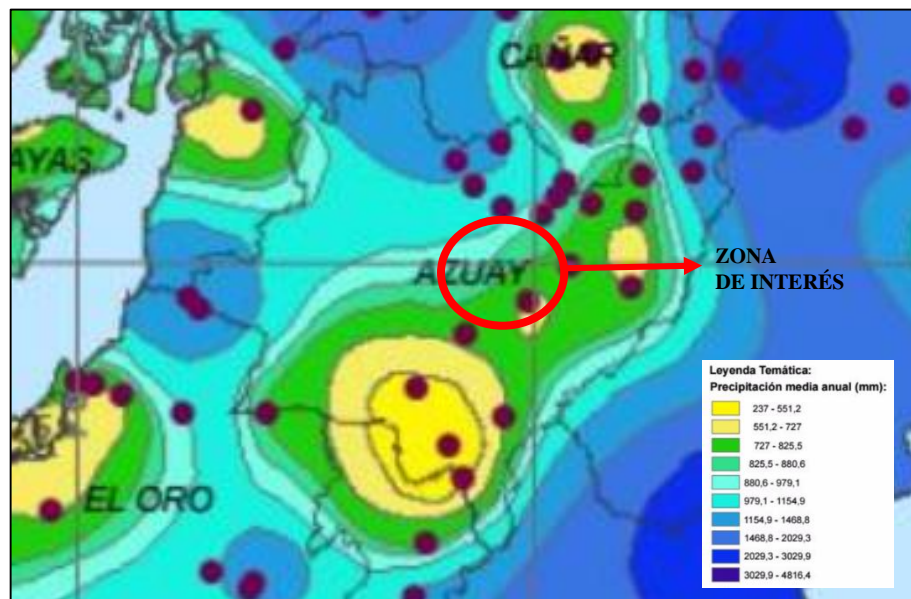 CAÑAR
AYAS
AZUAY
ZONA
DE INTERÉS
EL ORO
Leyenda Temática:
Precipitación media anual (mm):
237 - 551,2
551,2 - 727
727 - 825,5
825,5 - 880,6
880,6 - 979,1
979,1 - 1154,9
1154,9 - 1468,8
1468,8 - 2029,3
2029,3 - 3029,9
3029,9 - 4816,4